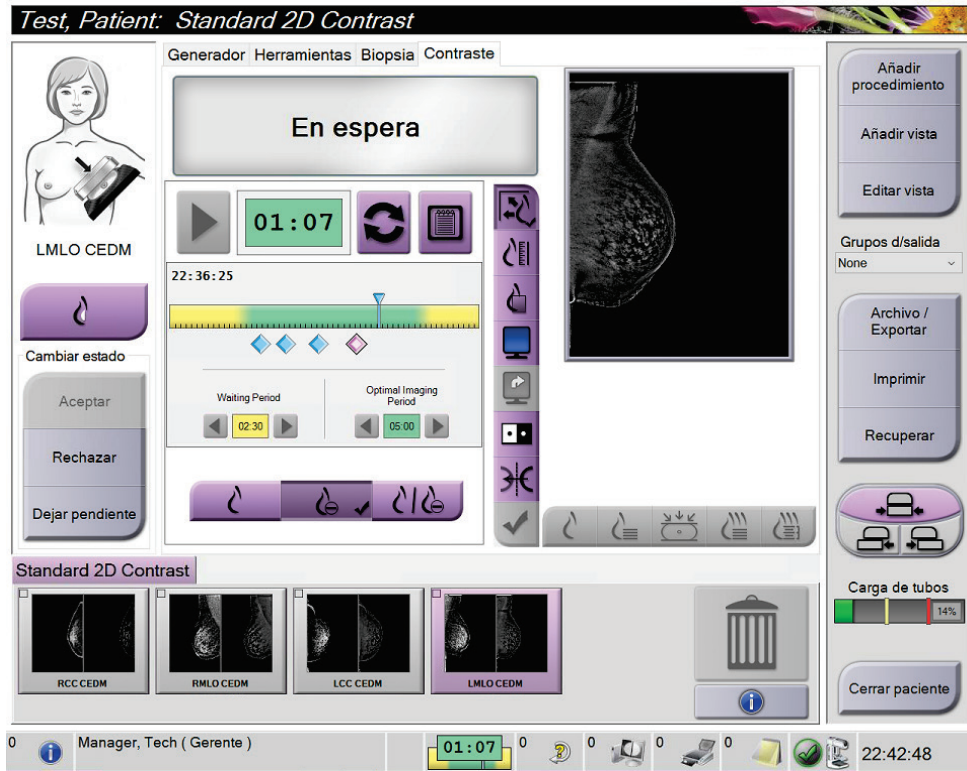 Test, Patient: Standard 2D Contrast
LMLO CEDM
Cambiar estado
Aceptar
Rechazar
Dejar pendiente
Generador Herramientas Biopsia Contraste
En espera
01:07
22:36:25
Waiting Period
02:30
Optimal Imaging
Period
05:00
Añadir
procedimiento
Añadir vista
Editar vista
Grupos d/salida
None
Archivo /
Exportar
Imprimir
Recuperar
Carga de tubos
14%
Cerrar paciente
Standard 2D Contrast
RCC CEDM
RMLO CEDM
LCC CEDM
LMLO CEDM
0 Manager, Tech ( Gerente ) 01:07 0 0 0 0 22:42:48